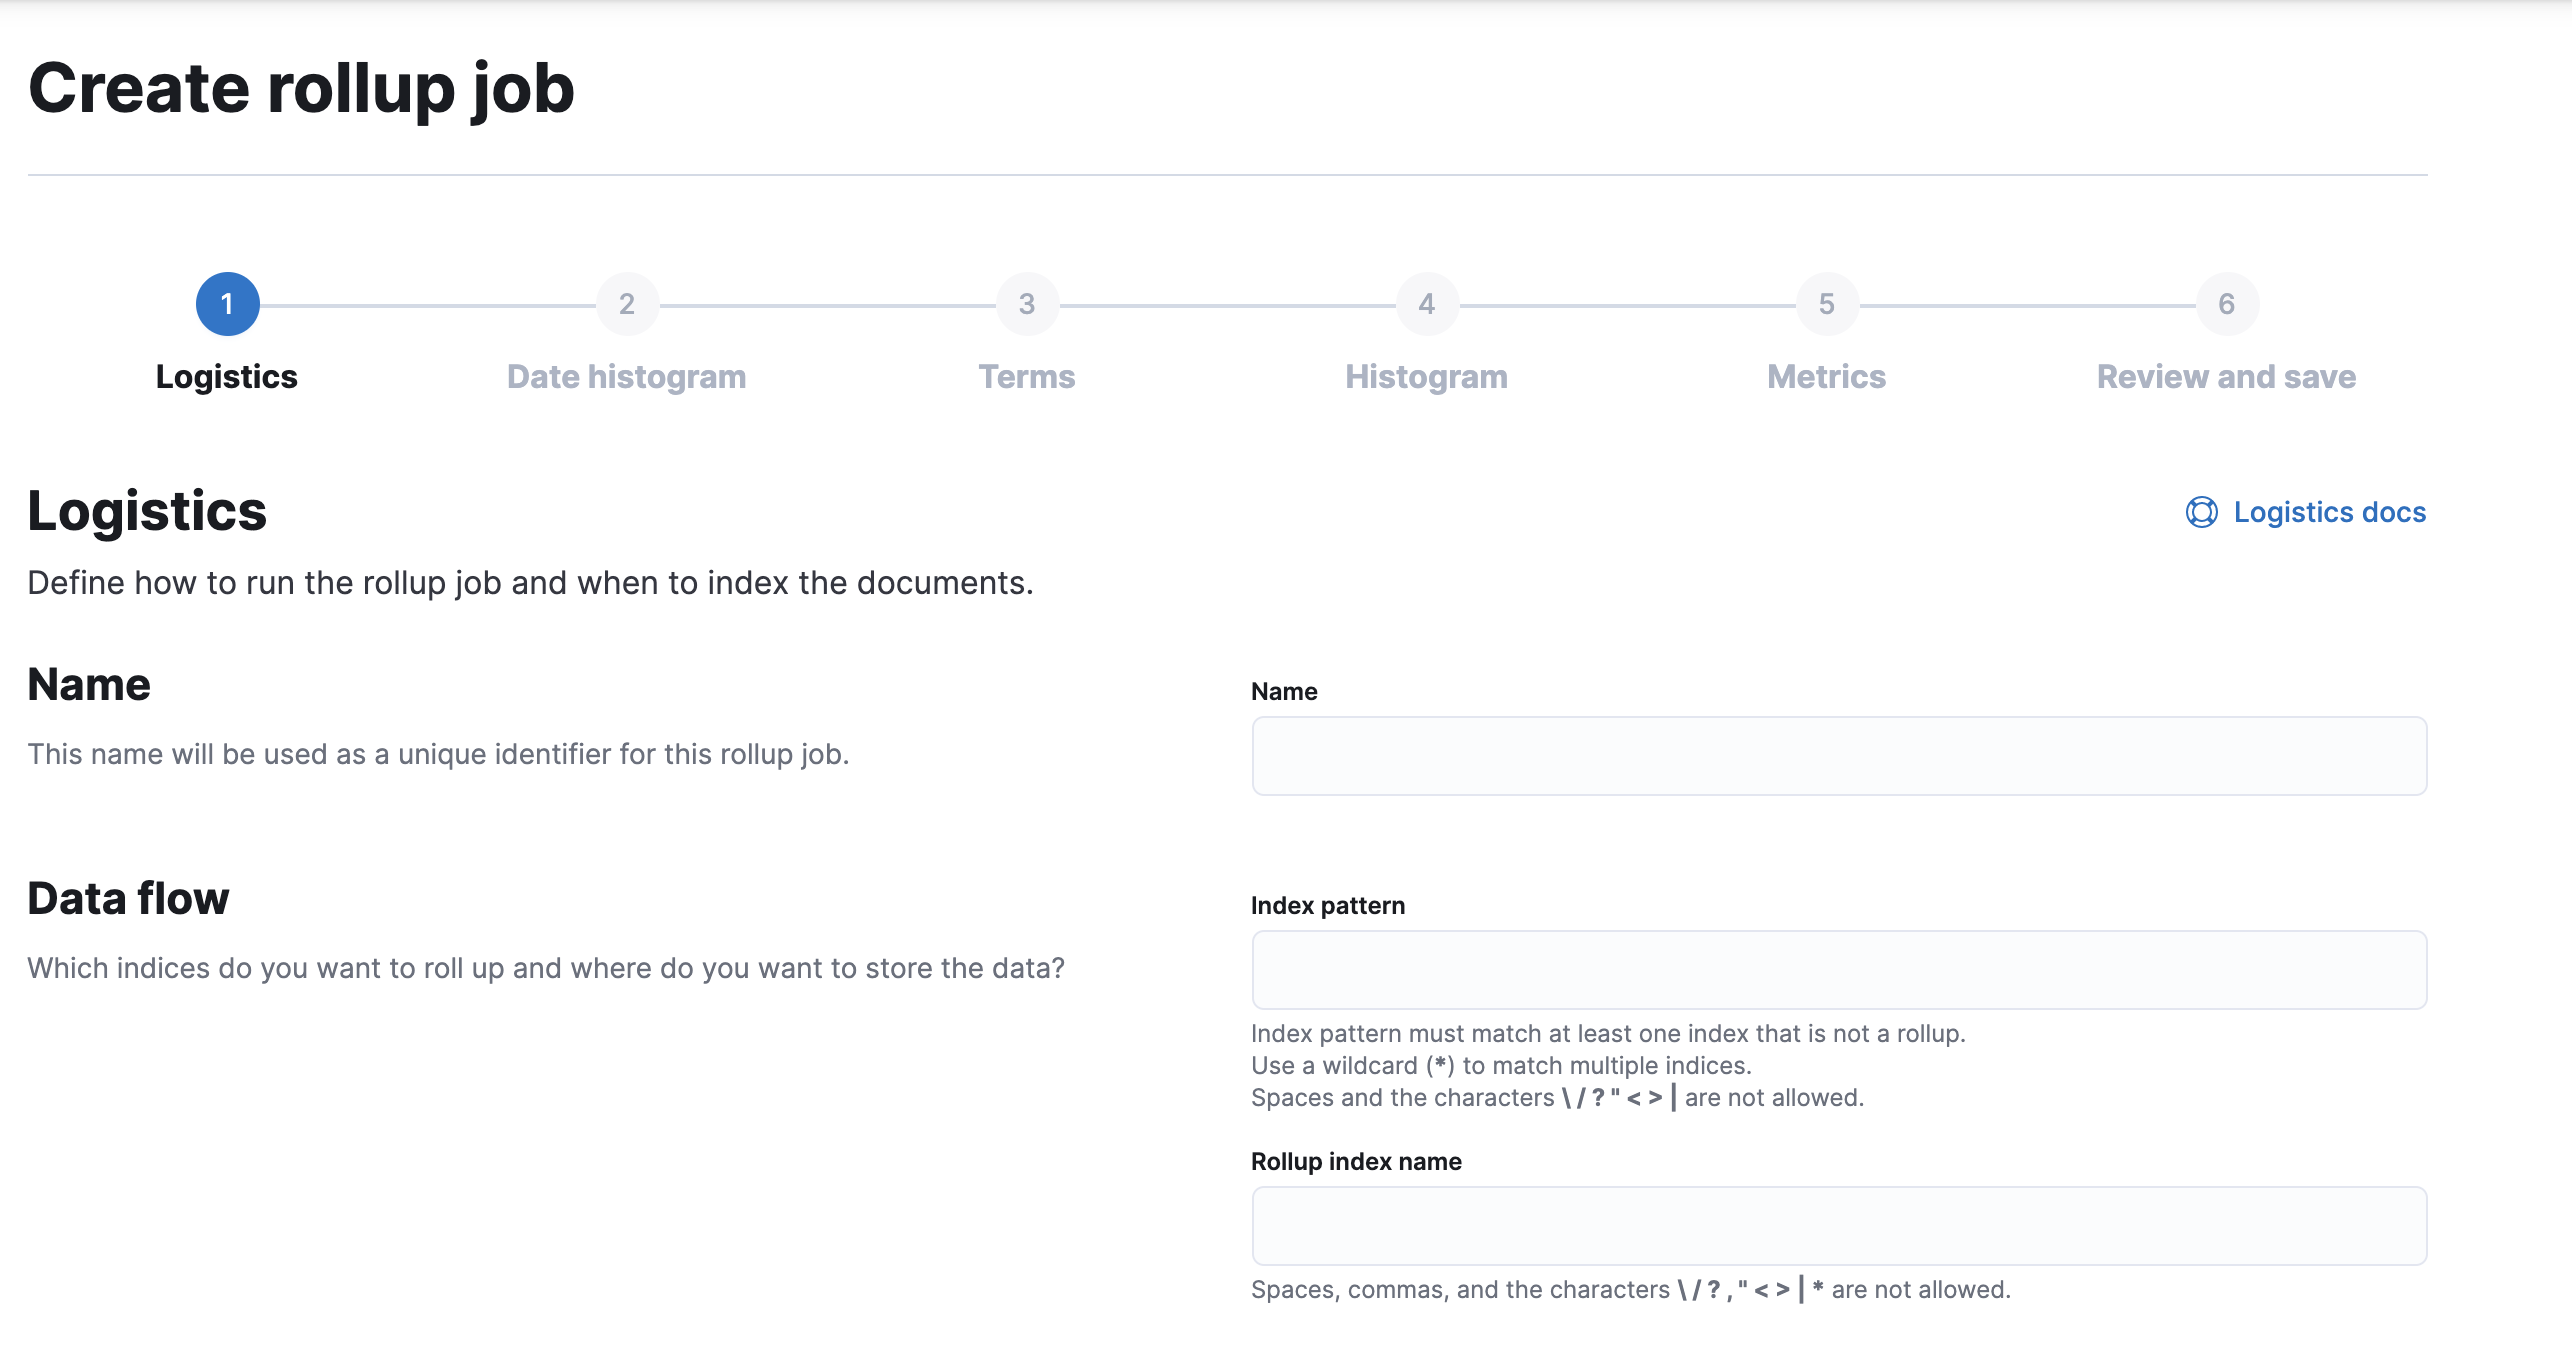 Create rollup job
1
2
3
4
5
6
Logistics
Date histogram
Terms
Histogram
Metrics
Review and save
Logistics
Logistics docs
Define how to run the rollup job and when to index the documents.
Name
This name will be used as a unique identifier for this rollup job.
Name
Data flow
Which indices do you want to roll up and where do you want to store the data?
Index pattern
Index pattern must match at least one index that is not a rollup.
Use a wildcard (*) to match multiple indices.
Spaces and the characters \ / ? " < > | are not allowed.
Rollup index name
Spaces, commas, and the characters \ / ? , " < > | * are not allowed.